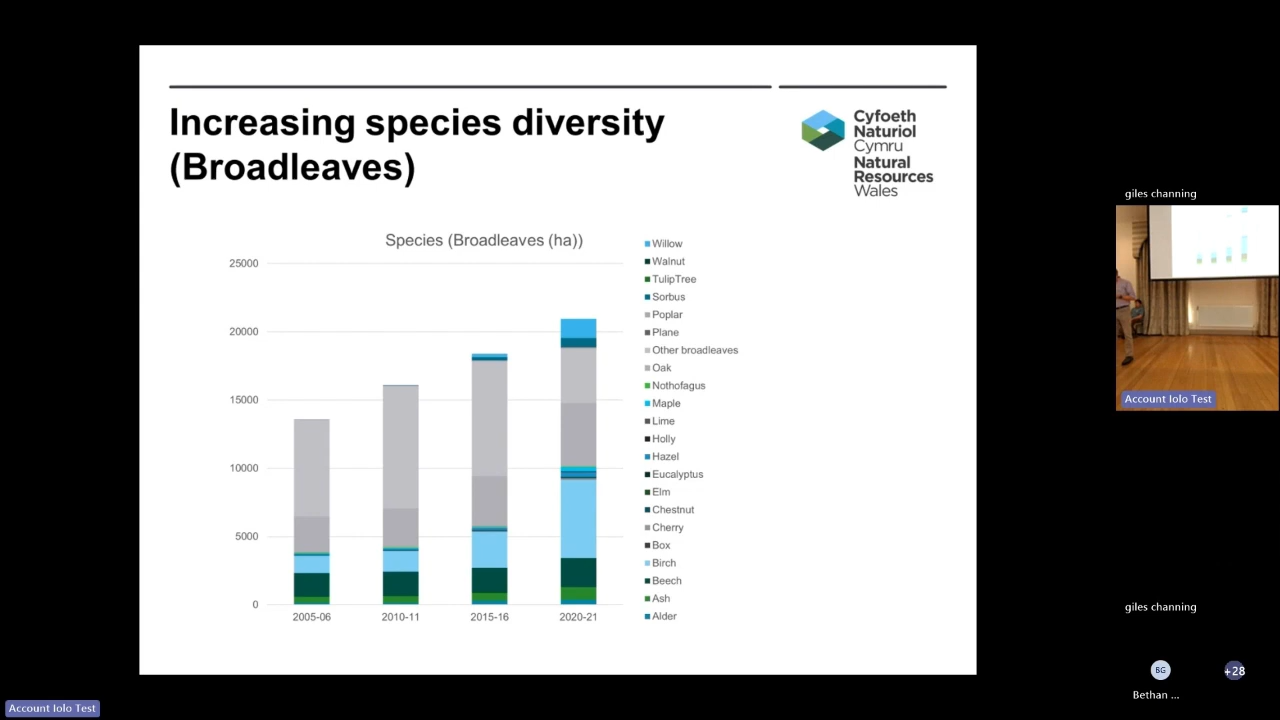 Increasing species diversity
(Broadleaves)
Cyfoeth
Naturiol
Cymru
Natural
Resources
Wales
Species (Broadleaves (ha))
25000
20000
15000
10000
5000
0
2005-06
2010-11
2015-16
2020-21
Willow
Walnut
TulipTree
Sorbus
Poplar
Plane
Other broadleaves
Oak
Nothofagus
Maple
Lime
Holly
Hazel
Eucalyptus
Elm
Chestnut
Cherry
Box
Birch
Beech
Ash
Alder
giles channing
Account Iolo Test
giles channing
BG
+28
Bethan ...
Account Iolo Test